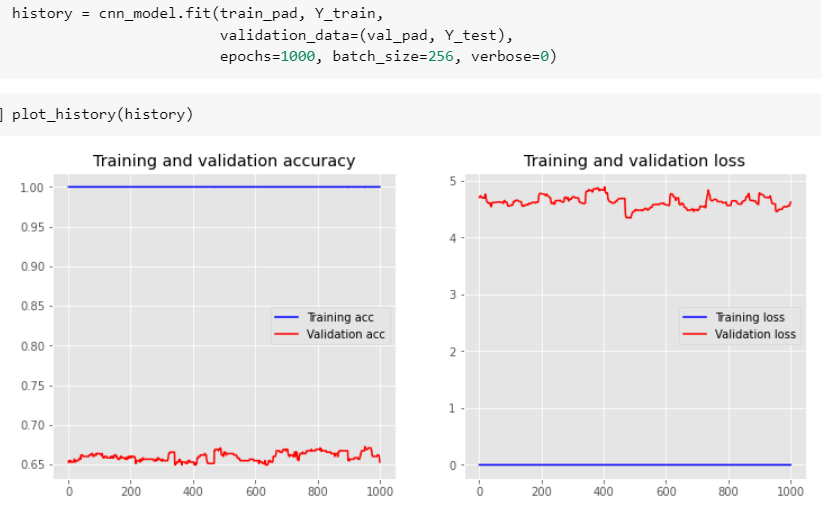 history = cnn_model.fit(train_pad, Y_train,
validation_data=(val_pad, Y_test),
epochs=1000, batch_size=256, verbose=0)
] plot_history(history)
Training and validation accuracy
1.00
0.95
0.90
0.85
0.80
0.75
0.70
0.65
0 200 400 600 800 1000
Training acc
Validation acc
Training and validation loss
5
4
3
2
1
0
0 200 400 600 800 1000
Training loss
Validation loss